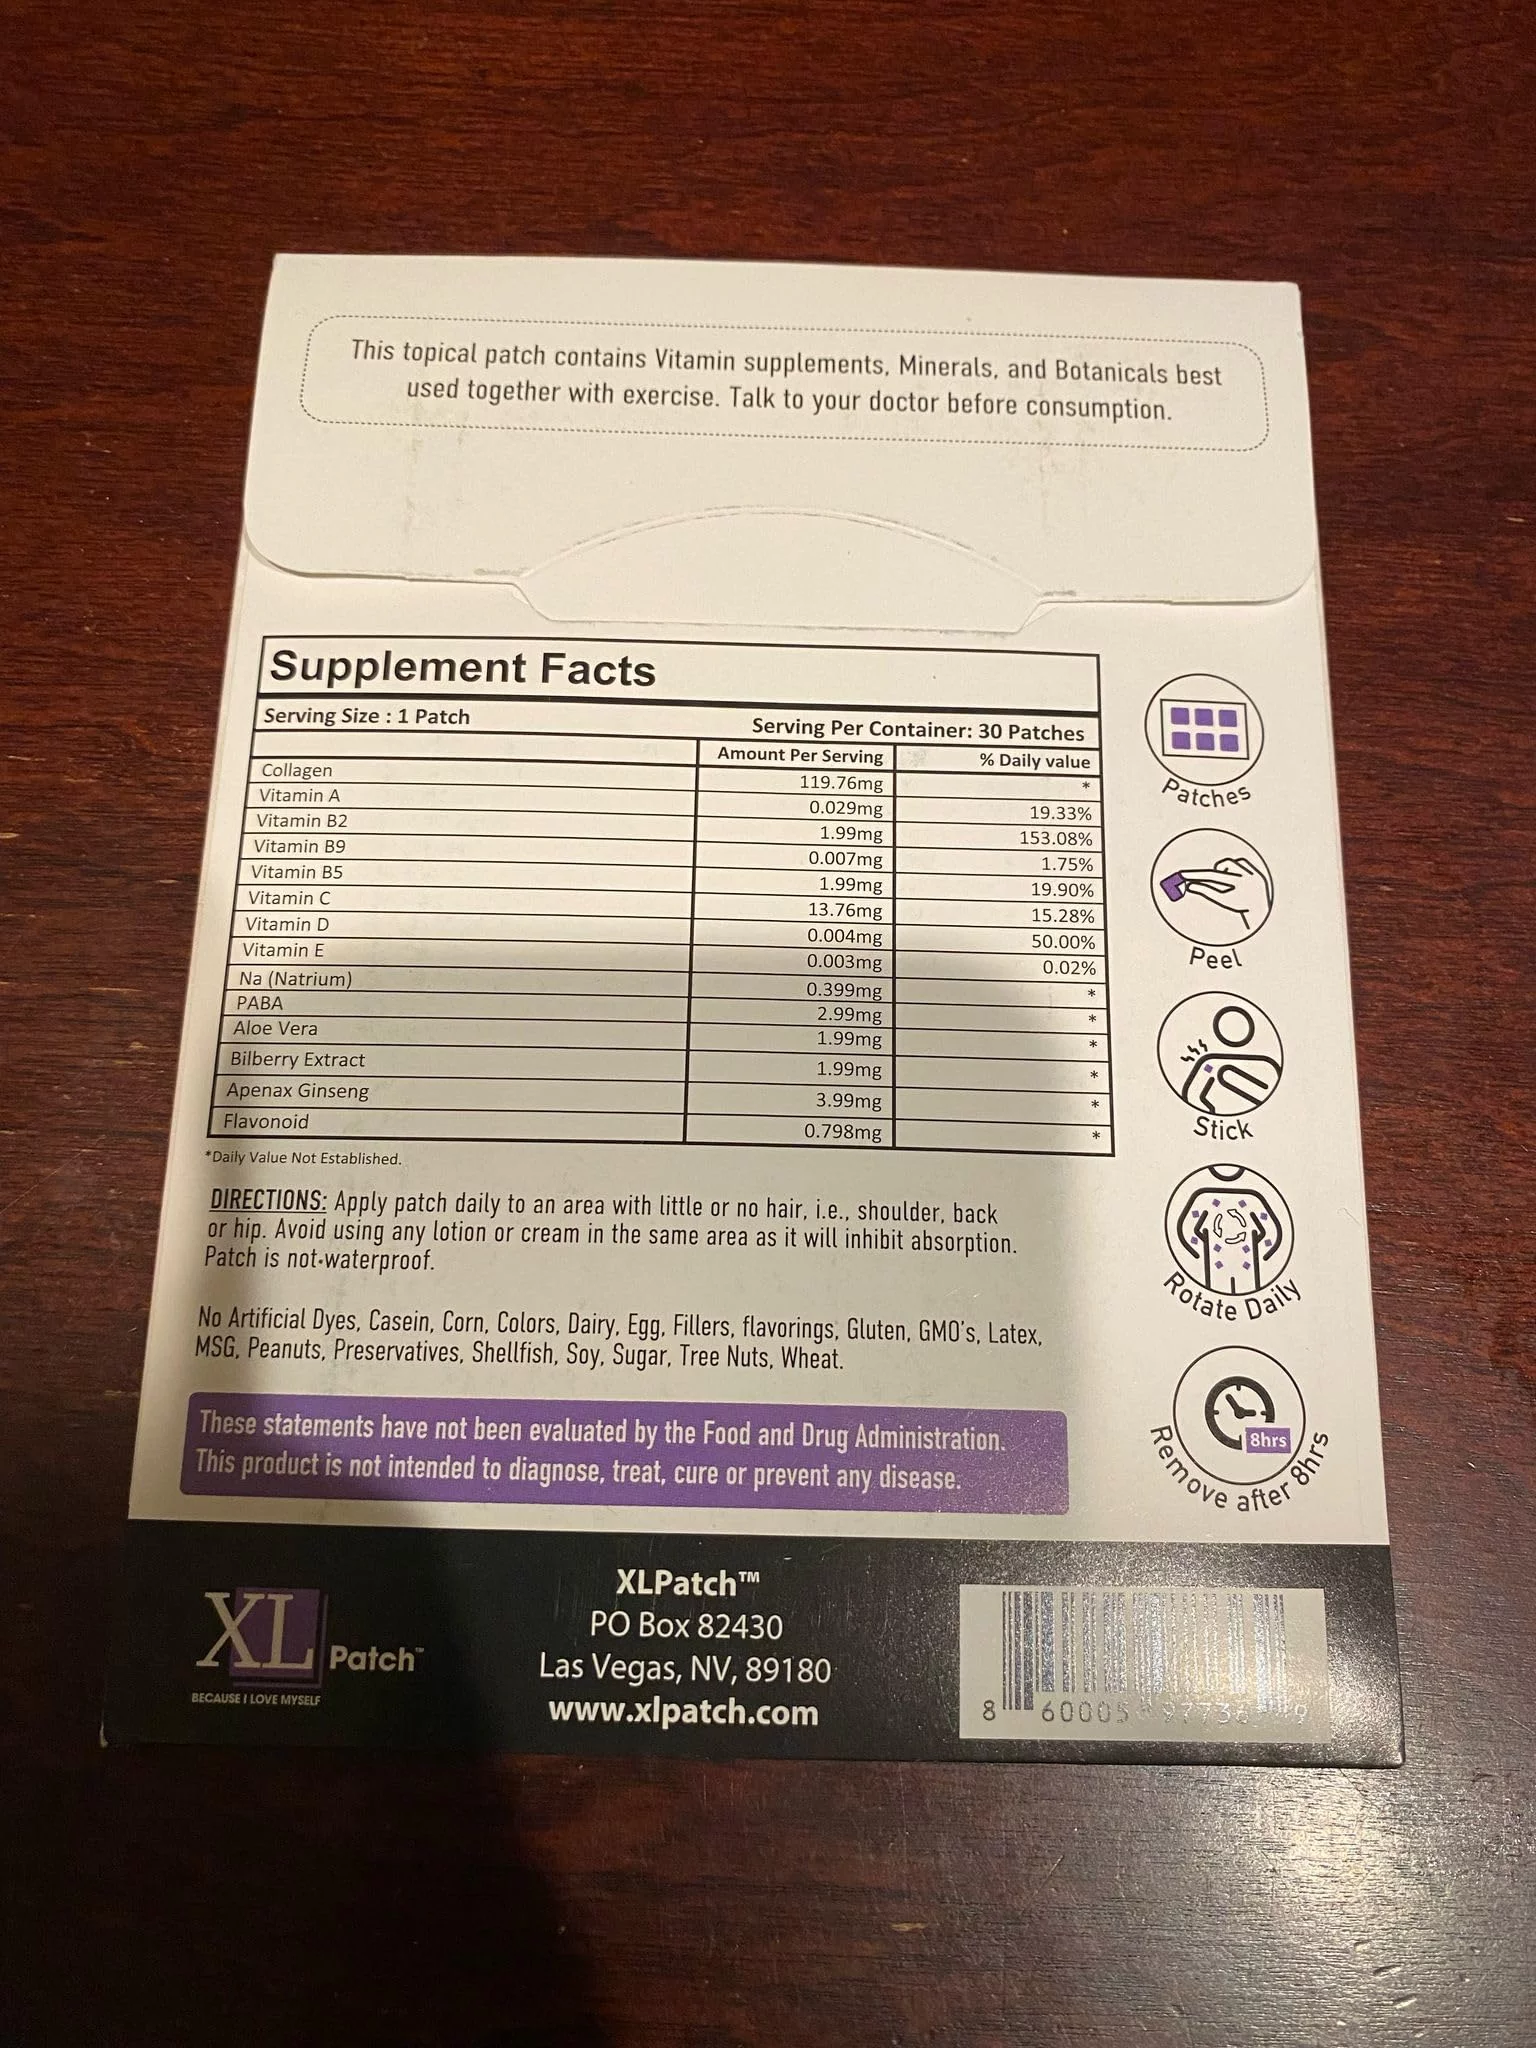 This topical patch contains Vitamin supplements, Minerals, and Botanicals best
used together with exercise. Talk to your doctor before consumption.
Supplement Facts
Serving Size : 1 Patch Serving Per Container: 30 Patches
Amount Per Serving % Daily value
Collagen 119.76mg *
Vitamin A 0.029mg 19.33%
Vitamin B2 1.99mg 153.08%
Vitamin B9 0.007mg 1.75%
Vitamin B5 1.99mg 19.90%
Vitamin C 13.76mg 15.28%
Vitamin D 0.004mg 50.00%
Vitamin E 0.003mg 0.02%
Na (Natrium) 0.399mg *
PABA 2.99mg *
Aloe Vera 1.99mg *
Bilberry Extract 1.99mg *
Apenax Ginseng 3.99mg *
Flavonoid 0.798mg *
*Daily Value Not Established.
DIRECTIONS: Apply patch daily to an area with little or no hair, i.e., shoulder, back
or hip. Avoid using any lotion or cream in the same area as it will inhibit absorption.
Patch is not-waterproof.
No Artificial Dyes, Casein, Corn, Colors, Dairy, Egg, Fillers, flavorings, Gluten, GMO's, Latex,
MSG, Peanuts, Preservatives, Shellfish, Soy, Sugar, Tree Nuts, Wheat.
These statements have not been evaluated by the Food and Drug Administration.
This product is not intended to diagnose, treat, cure or prevent any disease.
Patches
Peel
Stick
Rotate Daily
8hrs
Remove after 8hrs
XL Patch™
BECAUSE I LOVE MYSELF
XLPatch™
PO Box 82430
Las Vegas, NV, 89180
www.xlpatch.com
8 60005